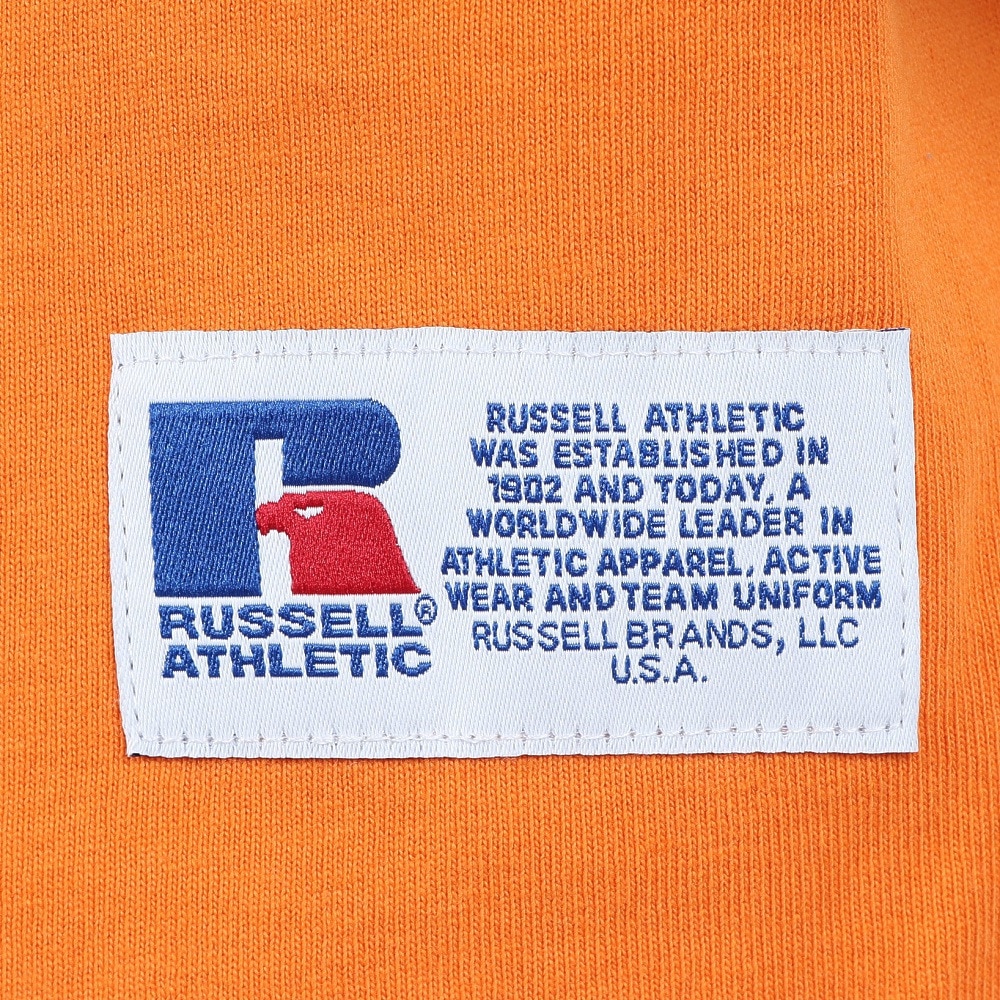 R
RUSSELL®
ATHLETIC
RUSSELL ATHLETIC
WAS ESTABLISHED IN
1902 AND TODAY, A
WORLDWIDE LEADER IN
ATHLETIC APPAREL, ACTIVE
WEAR AND TEAM UNIFORM
RUSSELL BRANDS, LLC
U.S.A.